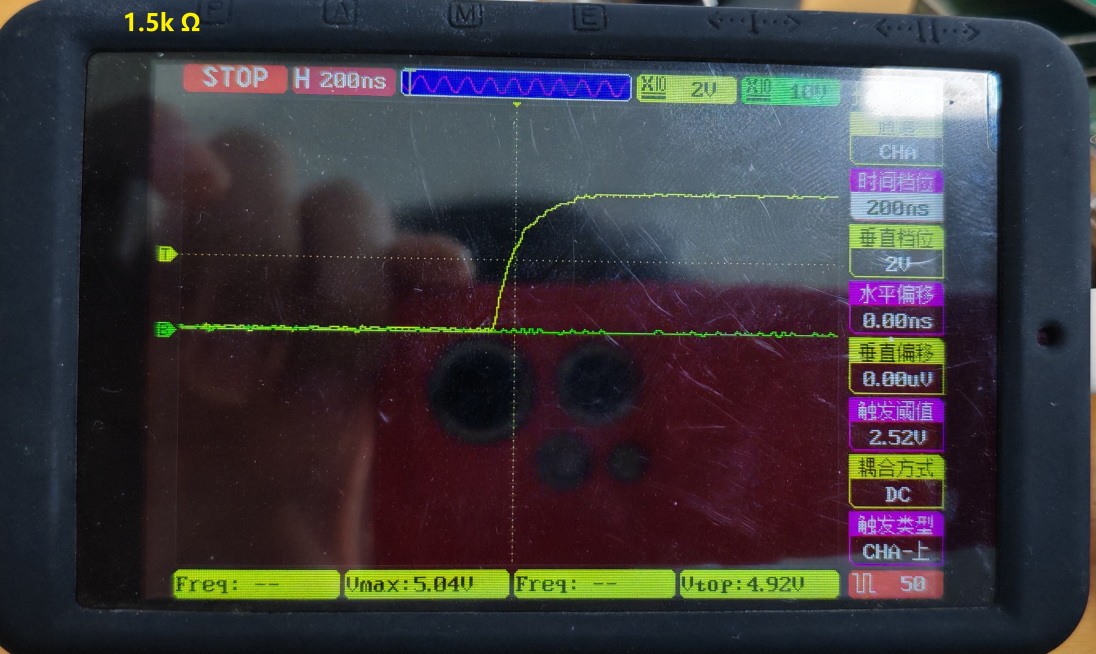 1.5k Ω
P A M E
STOP H 200ns X10 2V X10 10V
CHA
时间档位
200ns
T
垂直档位
2V
水平偏移
0.00ns
垂直偏移
0.00uV
触发阈值
2.52V
耦合方式
DC
触发类型
CHA-上
Freq: -- Vmax:5.04V Freq: -- Vtop:4.92V 50